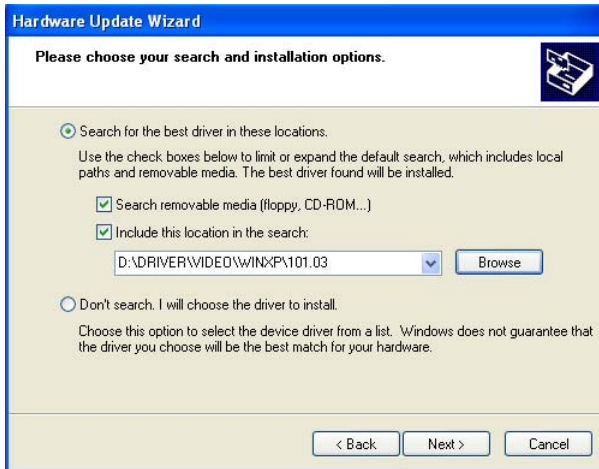 Hardware Update Wizard
Please choose your search and installation options.
Search for the best driver in these locations.
Use the check boxes below to limit or expand the default search, which includes local
paths and removable media. The best driver found will be installed.
Search removable media (floppy, CD-ROM...)
Include this location in the search:
D:\DRIVER\VIDEO\WINXP\101.03
Browse
Don't search. I will choose the driver to install.
Choose this option to select the device driver from a list. Windows does not guarantee that
the driver you choose will be the best match for your hardware.
< Back Next > Cancel